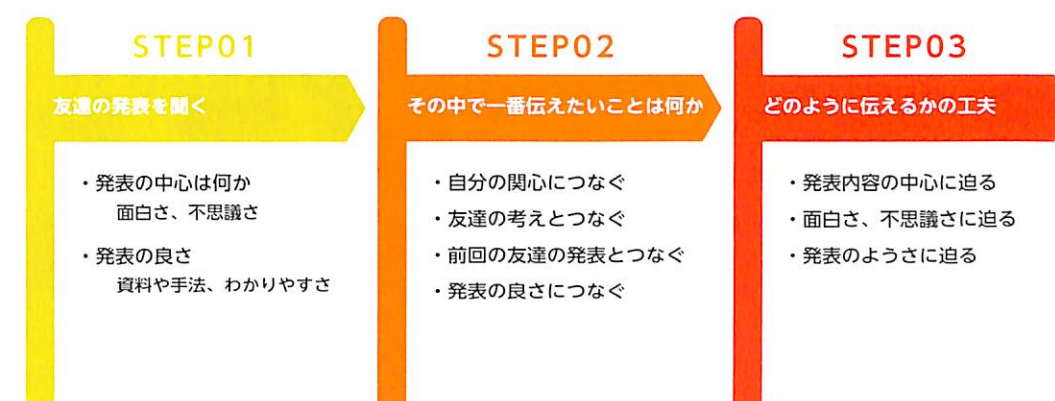 STEP01
友達の発表を聞く
・発表の中心は何か
面白さ、不思議さ
・発表の良さ
資料や手法、わかりやすさ
STEP02
その中で一番伝えたいことは何か
・自分の関心につなぐ
・友達の考えとつなぐ
・前回の友達の発表とつなぐ
・発表の良さにつなぐ
STEP03
どのように伝えるかの工夫
・発表内容の中心に迫る
・面白さ、不思議さに迫る
・発表のようさに迫る